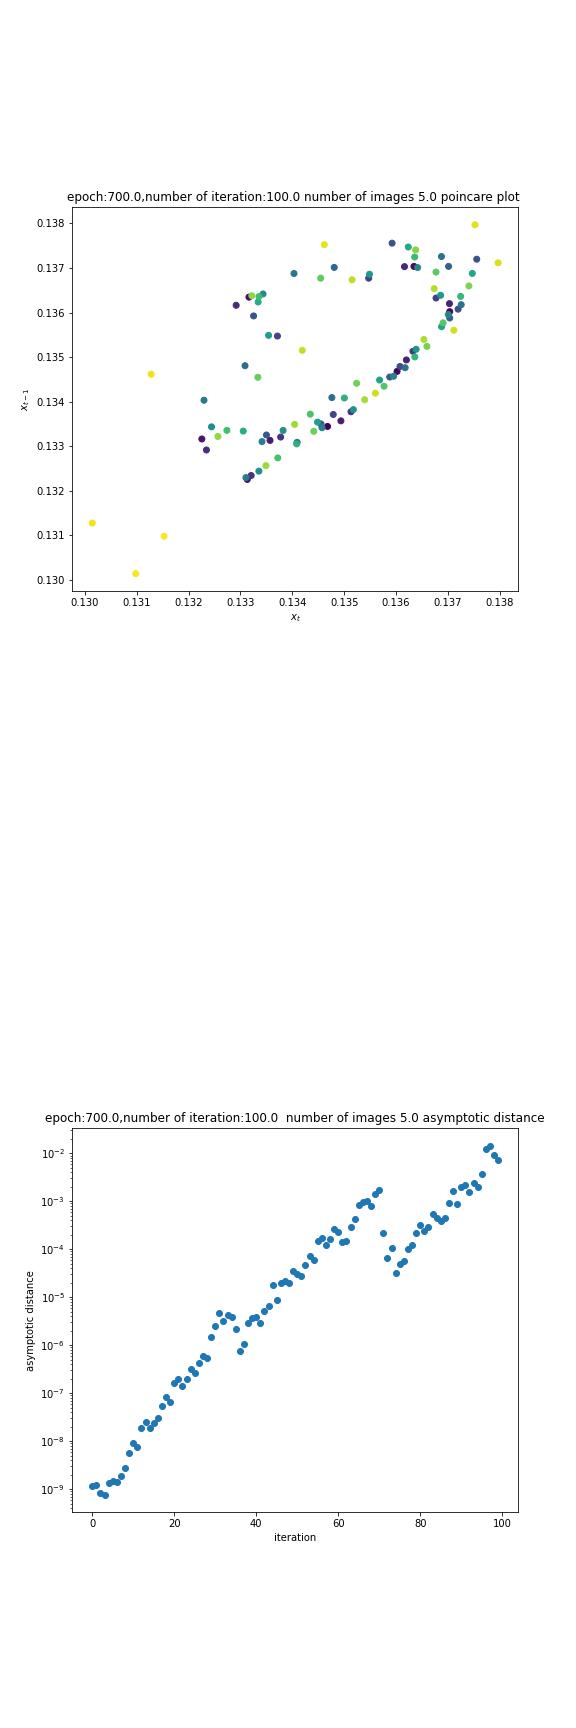 epoch:700.0,number of iteration:100.0 number of images 5.0 poincare plot
0.138
0.137
0.136
0.135
0.134
0.133
0.132
0.131
0.130
x_{t-1}
0.130 0.131 0.132 0.133 0.134 0.135 0.136 0.137 0.138
x_t
epoch:700.0,number of iteration:100.0  number of images 5.0 asymptotic distance
10⁻²
10⁻³
10⁻⁴
10⁻⁵
10⁻⁶
10⁻⁷
10⁻⁸
10⁻⁹
asymptotic distance
0 20 40 60 80 100
iteration